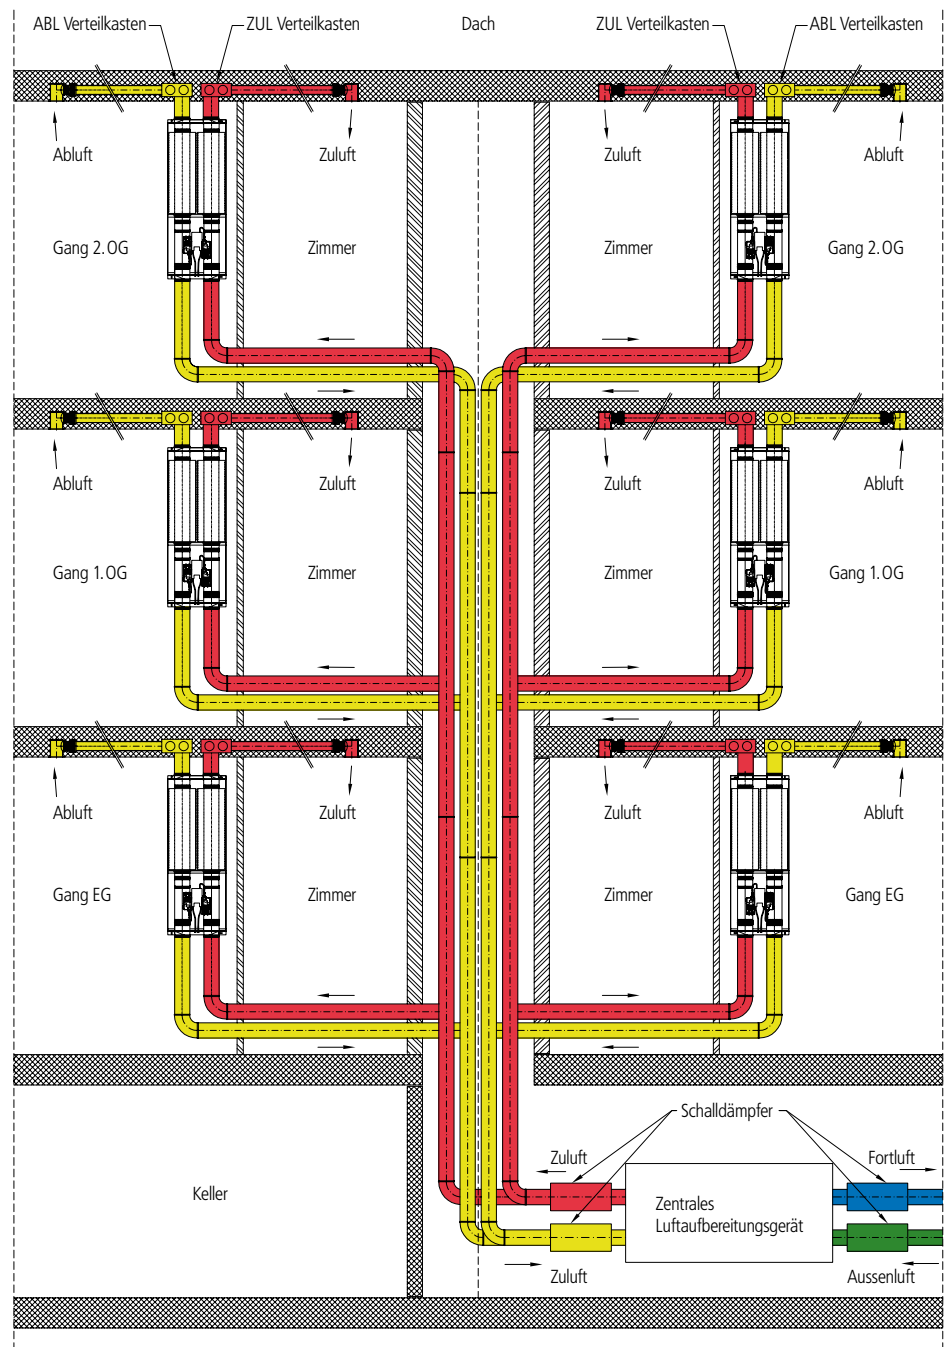 ABL Verteilkasten
ZUL Verteilkasten
Dach
ZUL Verteilkasten
ABL Verteilkasten
Abluft
Zuluft
Zuluft
Abluft
Gang 2.OG
Zimmer
Zimmer
Gang 2.OG
Abluft
Zuluft
Zuluft
Abluft
Gang 1.OG
Zimmer
Zimmer
Gang 1.OG
Abluft
Zuluft
Zuluft
Abluft
Gang EG
Zimmer
Zimmer
Gang EG
Schalldämpfer
Zuluft
Fortluft
Keller
Zentrales
Luftaufbereitungsgerät
Zuluft
Aussenluft